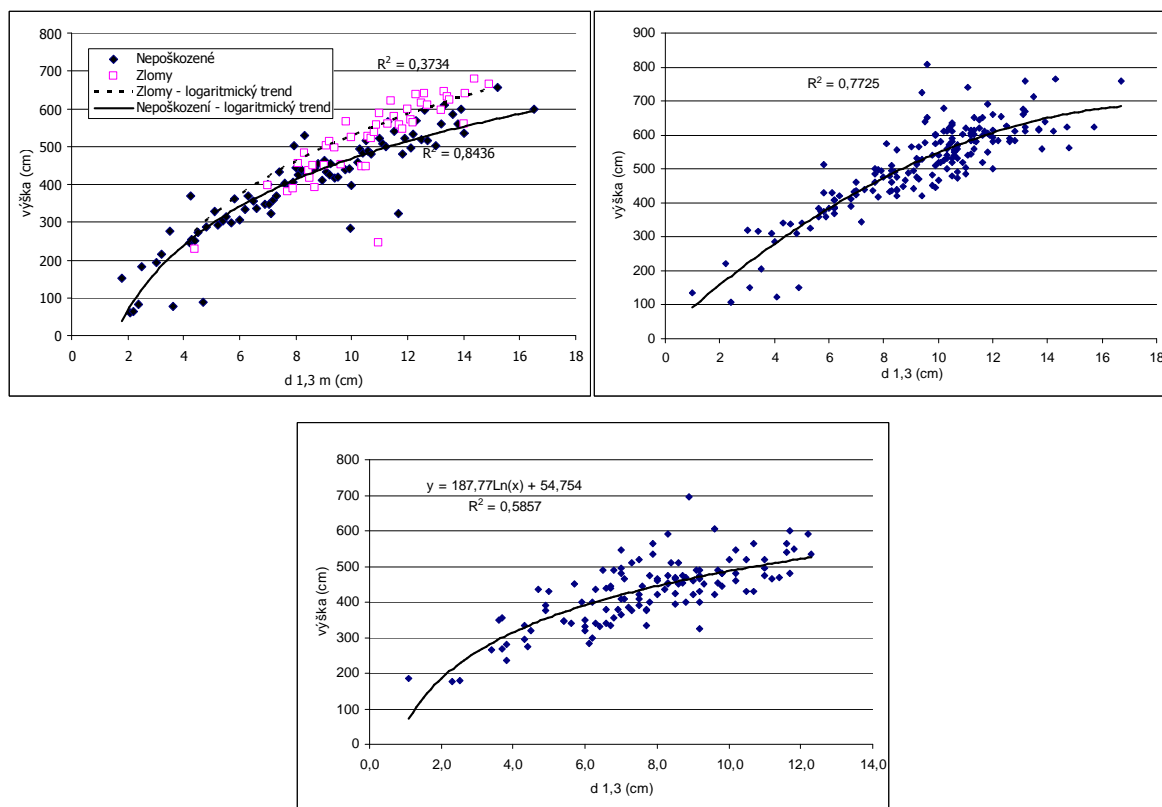 800
700
600
500
400
300
200
100
0
výška (cm)
Nepoškozené
Zlomy
Zlomy - logaritmický trend
Nepoškození - logaritmický trend
R² = 0,3734
R² = 0,8436
0 2 4 6 8 10 12 14 16 18
d 1,3 m (cm)
900
800
700
600
500
400
300
200
100
0
výška (cm)
R² = 0,7725
0 2 4 6 8 10 12 14 16 18
d 1,3 (cm)
800
700
600
500
400
300
200
100
0
výška (cm)
y = 187,77Ln(x) + 54,754
R² = 0,5857
0,0 2,0 4,0 6,0 8,0 10,0 12,0 14,0
d 1,3 (cm)